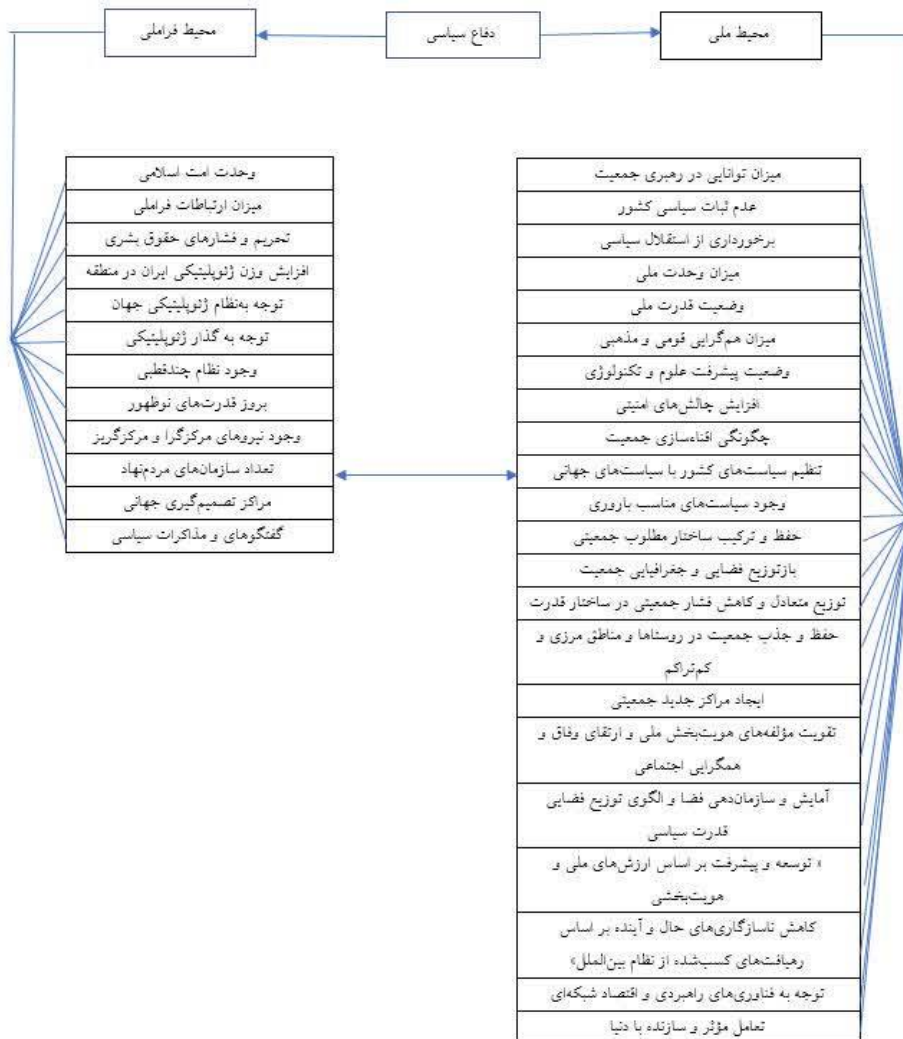 محیط ملی
دفاع سیاسی
محیط فراملی
میزان توانایی در رهبری جمعیت
عدم ثبات سیاسی کشور
برخورداری از استقلال سیاسی
میزان وحدت ملی
وضعیت قدرت ملی
میزان هم‌گرایی قومی و مذهبی
وضعیت پیشرفت علوم و تکنولوژی
افزایش چالش‌های امنیتی
چگونگی اقناءسازی جمعیت
تنظیم سیاست‌های کشور با سیاست‌های جهانی
وجود سیاست‌های مناسب باروری
حفظ و ترکیب ساختار مطلوب جمعیتی
بازتوزیع فضایی و جغرافیایی جمعیت
توزیع متعادل و کاهش فشار جمعیتی در ساختار قدرت
حفظ و جذب جمعیت در روستاها و مناطق مرزی و
کم‌تراکم
ایجاد مراکز جدید جمعیتی
تقویت مؤلفه‌های هویت‌بخش ملی و ارتقای وفاق و
همگرایی اجتماعی
آمایش و سازمان‌دهی فضا و الگوی توزیع فضایی
قدرت سیاسی
« توسعه و پیشرفت بر اساس ارزش‌های ملی و
هویت‌بخشی
کاهش ناسازگاری‌های حال و آینده بر اساس
رهیافت‌های کسب‌شده از نظام بین‌الملل»
توجه به فناوری‌های راهبردی و اقتصاد شبکه‌ای
تعامل مؤثر و سازنده با دنیا
وحدت امت اسلامی
میزان ارتباطات فراملی
تحریم و فشارهای حقوق بشری
افزایش وزن ژئوپلیتیکی ایران در منطقه
توجه به‌نظام ژئوپلیتیکی جهان
توجه به گذار ژئوپلیتیکی
وجود نظام چندقطبی
بروز قدرت‌های نوظهور
وجود نیروهای مرکزگرا و مرکزگریز
تعداد سازمان‌های مردم‌نهاد
مراکز تصمیم‌گیری جهانی
گفتگوهای و مذاکرات سیاسی